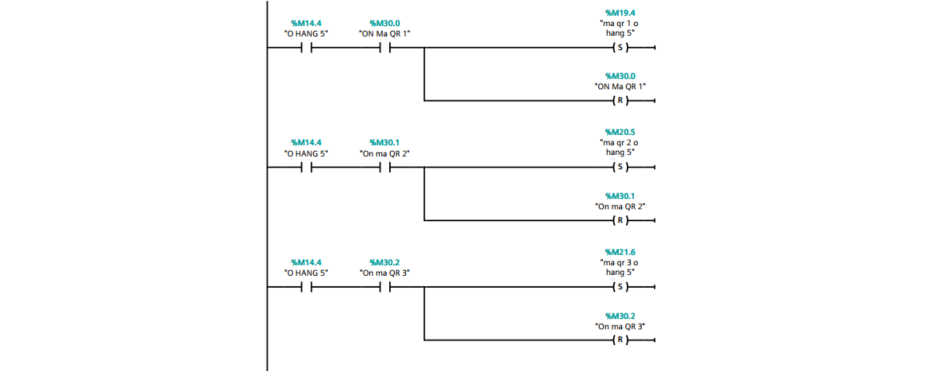 %M19.4
%M14.4 %M30.0 "ma qr 1 o
"O HANG 5" "ON Ma QR 1" hang 5"
S
%M30.0
"ON Ma QR 1"
R
%M20.5
%M14.4 %M30.1 "ma qr 2 o
"O HANG 5" "On ma QR 2" hang 5"
S
%M30.1
"On ma QR 2"
R
%M21.6
%M14.4 %M30.2 "ma qr 3 o
"O HANG 5" "On ma QR 3" hang 5"
S
%M30.2
"On ma QR 3"
R